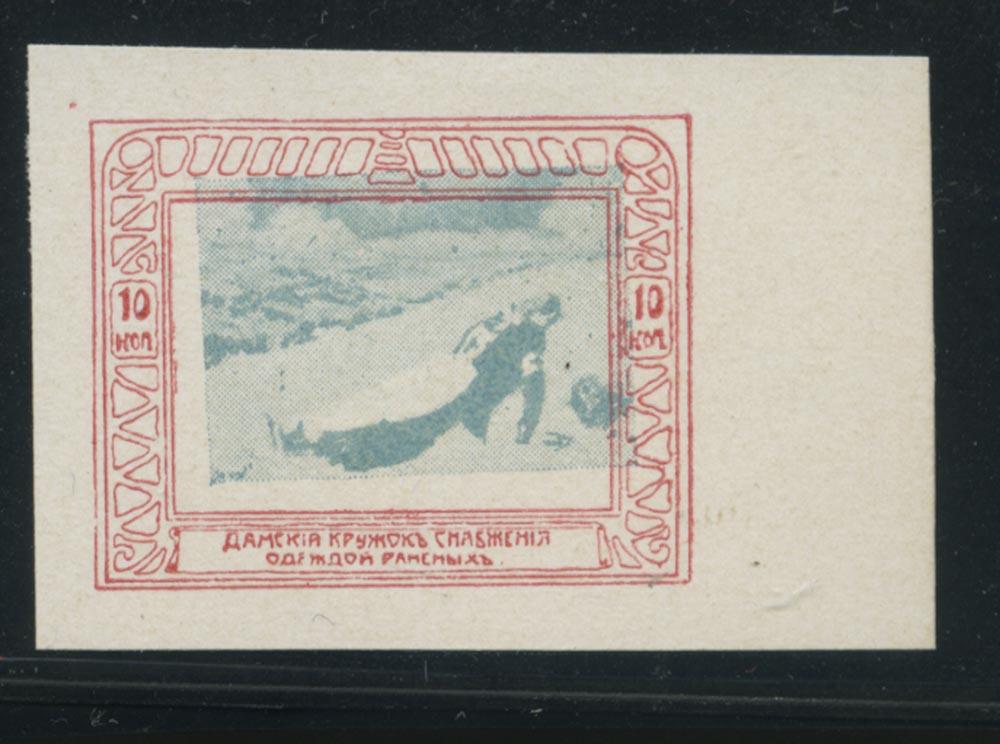 10 10
коп. коп.
ДАМСКІЙ КРУЖОКЪ СНАБЖЕНІЯ
ОДЕЖДОЙ РАНЕНЫХЪ.